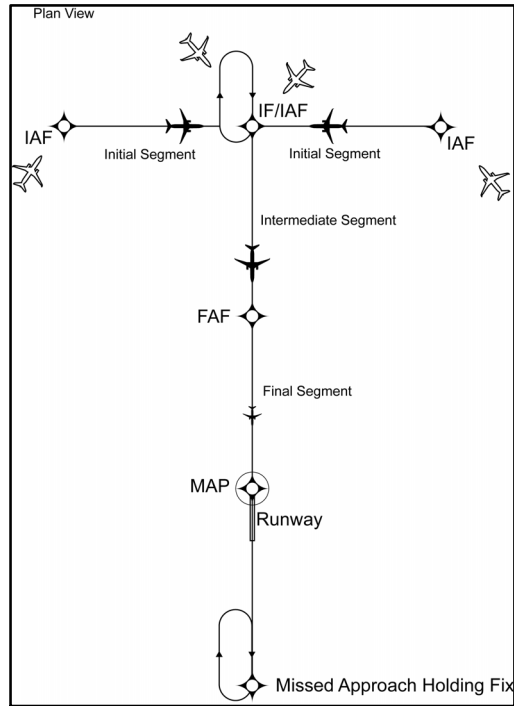 Plan View
IF/IAF
IAF
IAF
Initial Segment
Initial Segment
Intermediate Segment
FAF
Final Segment
MAP
Runway
Missed Approach Holding Fix